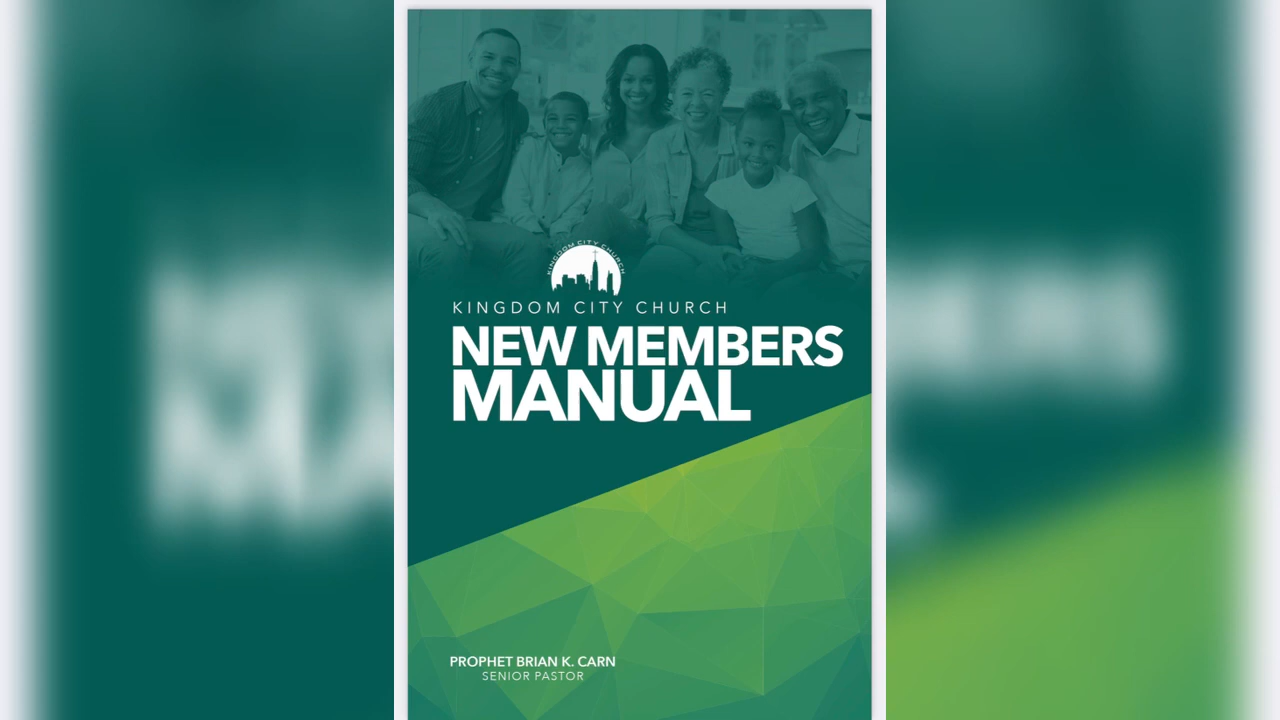 KINGDOM CITY CHURCH
KINGDOM CITY CHURCH
NEW MEMBERS
MANUAL
PROPHET BRIAN K. CARN
SENIOR PASTOR